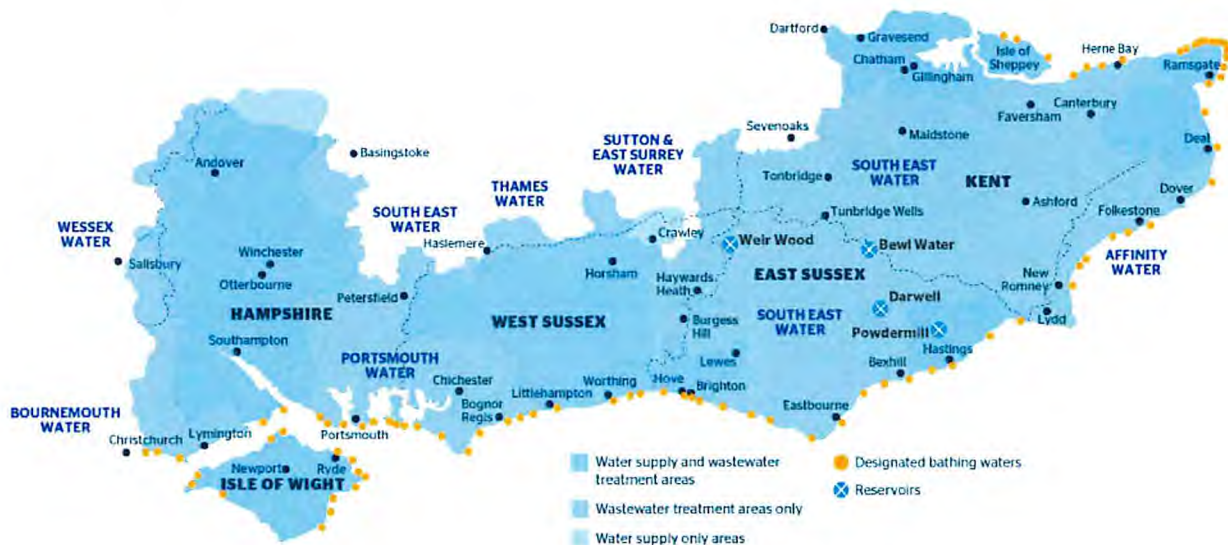 Dartford
Gravesend
Isle of
Sheppey
Herne Bay
Chatham
Gillingham
Ramsgate
Canterbury
Faversham
Sevenoaks
Maidstone
SUTTON &
EAST SURREY
WATER
Basingstoke
Andover
Deal
SOUTH EAST
WATER
KENT
Tonbridge
THAMES
WATER
Dover
Ashford
SOUTH EAST
WATER
Tunbridge Wells
Folkestone
WESSEX
WATER
Crawley
Haslemere
Weir Wood
Bewl Water
AFFINITY
WATER
Winchester
Salisbury
Otterbourne
Horsham
EAST SUSSEX
Haywards
Heath
New
Romney
Petersfield
Darwell
HAMPSHIRE
WEST SUSSEX
Burgess
Hill
SOUTH EAST
WATER
Lydd
Powdermill
Southampton
Hastings
Lewes
PORTSMOUTH
WATER
Bexhill
Chichester
Worthing
Hove
Brighton
Littlehampton
Bognor
Regis
Eastbourne
BOURNEMOUTH
WATER
Christchurch
Lymington
Portsmouth
Newport
Ryde
ISLE OF WIGHT
Water supply and wastewater
treatment areas
Wastewater treatment areas only
Water supply only areas
Designated bathing waters
Reservoirs